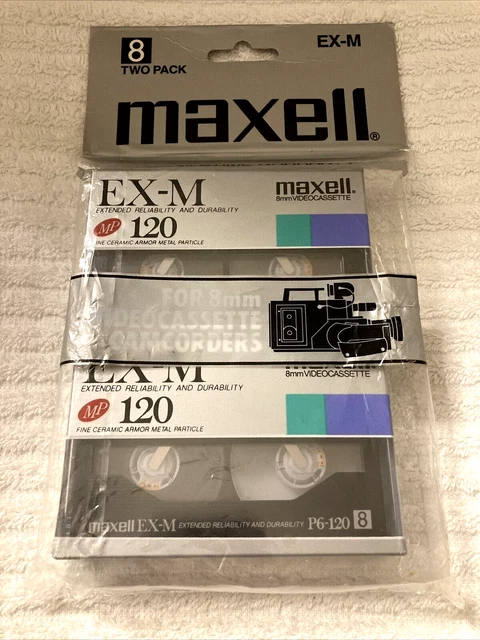 8
TWO PACK
EX-M
maxell®
EX-M
EXTENDED RELIABILITY AND DURABILITY
MP 120
FINE CERAMIC ARMOR METAL PARTICLE
maxell.
8mm VIDEOCASSETTE
FOR 8mm
VIDEOCASSETTE
CAMCORDERS
EX-M
EXTENDED RELIABILITY AND DURABILITY
MP 120
FINE CERAMIC ARMOR METAL PARTICLE
8mm VIDEOCASSETTE
maxell EX-M EXTENDED RELIABILITY AND DURABILITY P6-120 8